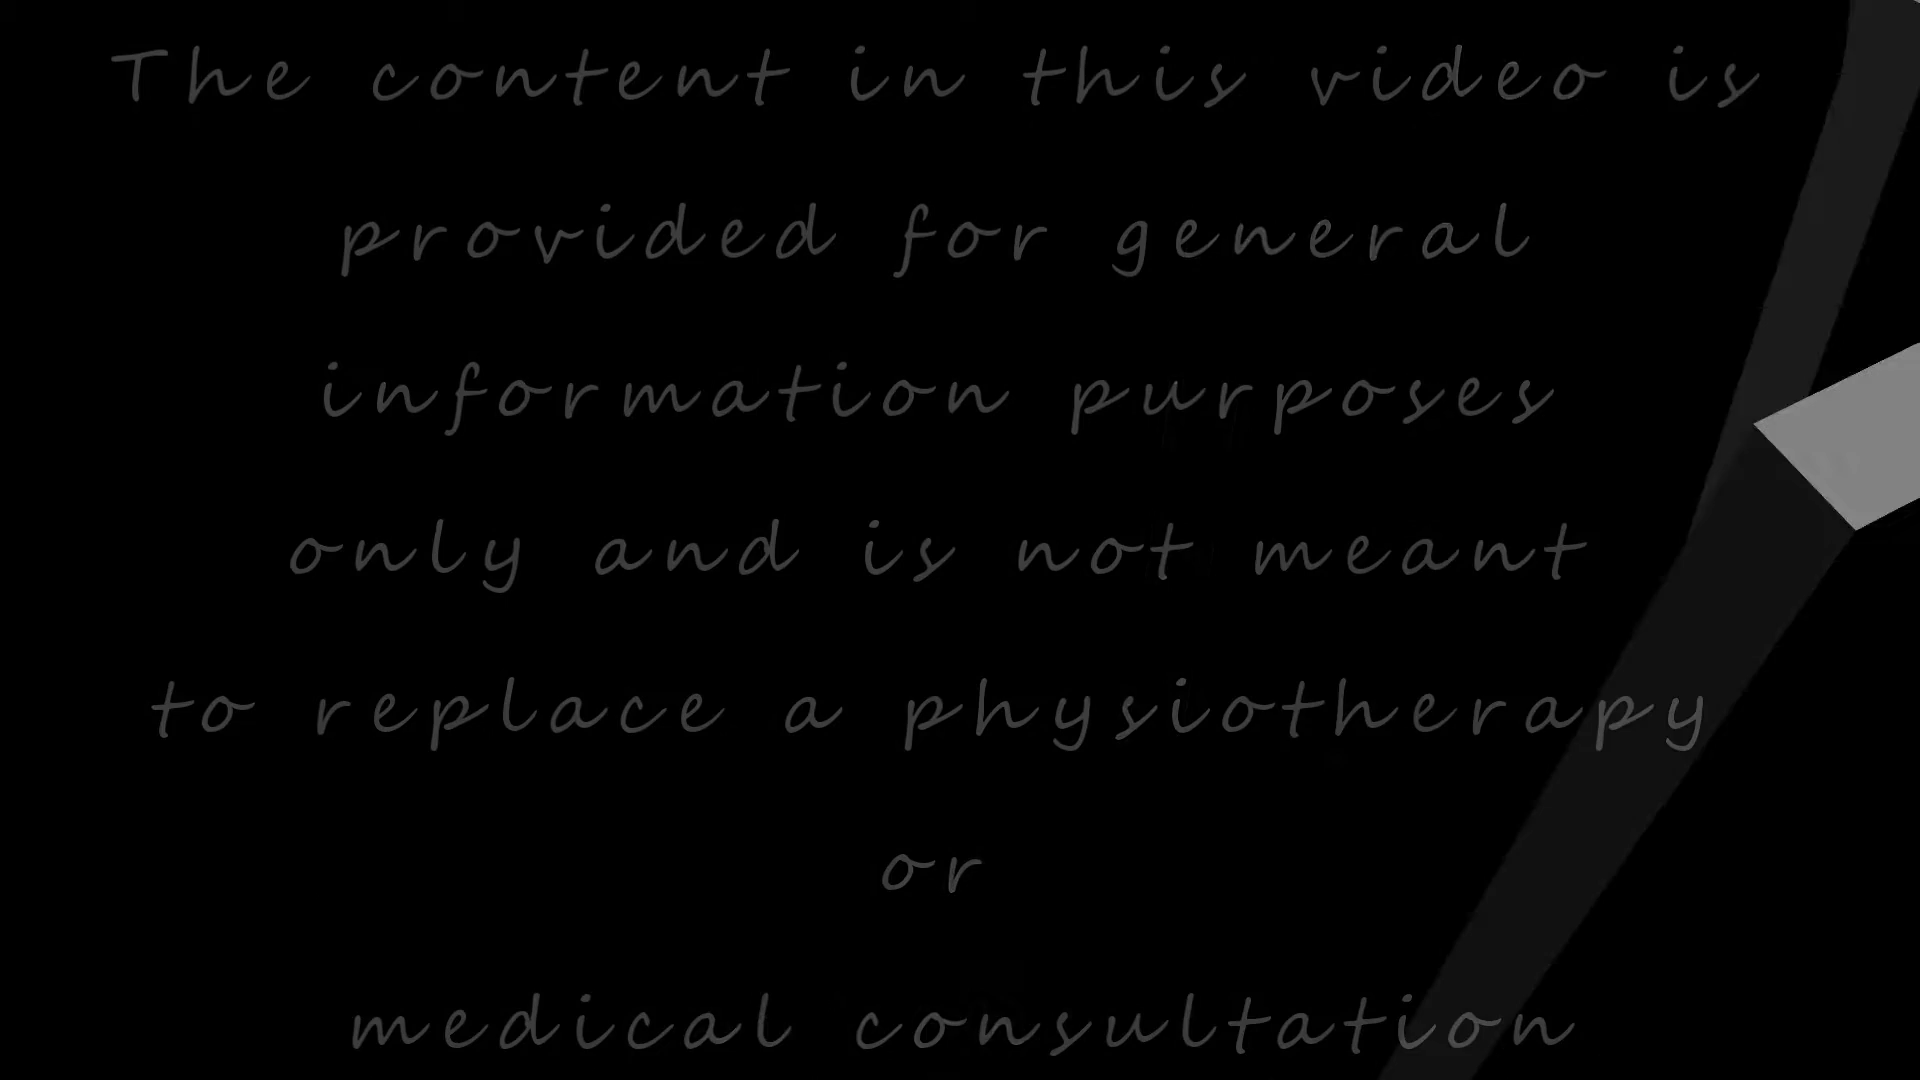 The content in this video is
provided for general
information purposes
only and is not meant
to replace a physiotherapy
or
medical consultation